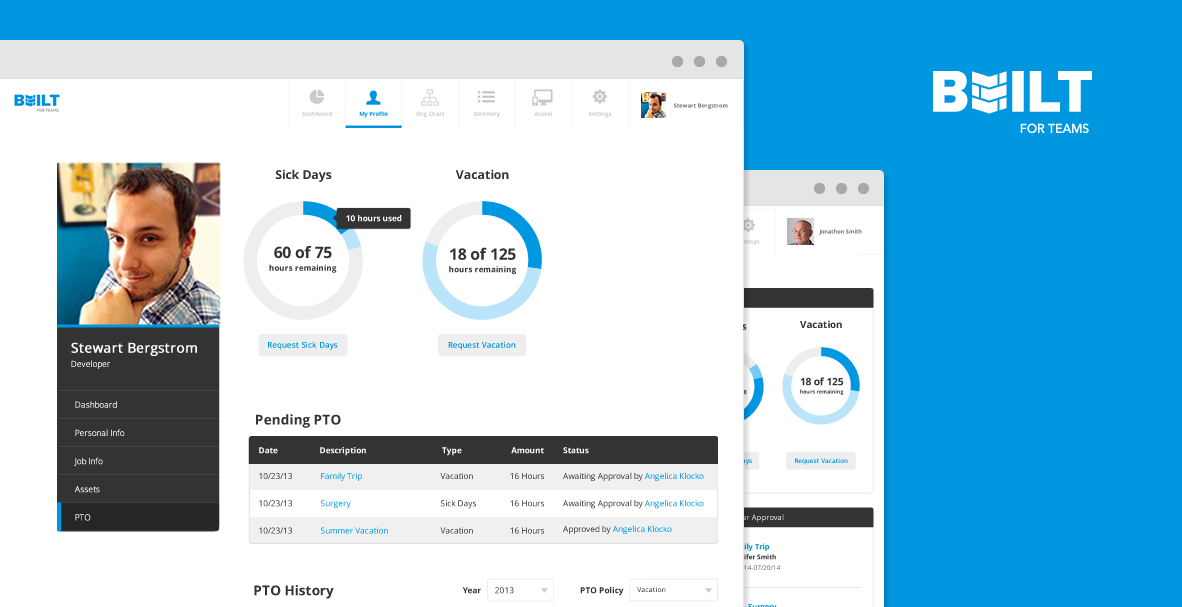 BUILT
FOR TEAMS
Dashboard
My Profile
Org Chart
Directory
Assets
Settings
Stewart Bergstrom
BUILT
FOR TEAMS
Sick Days
Vacation
10 hours used
60 of 75
hours remaining
18 of 125
hours remaining
Request Sick Days
Request Vacation
Stewart Bergstrom
Developer
Dashboard
Personal Info
Job Info
Assets
PTO
Pending PTO
Date Description Type Amount Status
10/23/13 Family Trip Vacation 16 Hours Awaiting Approval by Angelica Klocko
10/23/13 Surgery Sick Days 16 Hours Awaiting Approval by Angelica Klocko
10/23/13 Summer Vacation Vacation 16 Hours Approved by Angelica Klocko
PTO History
Year 2013
PTO Policy Vacation
Jonathon Smith
Vacation
18 of 125
hours remaining
Request Vacation
Approval
Trip
Smith
14-07/20/14
Surgery